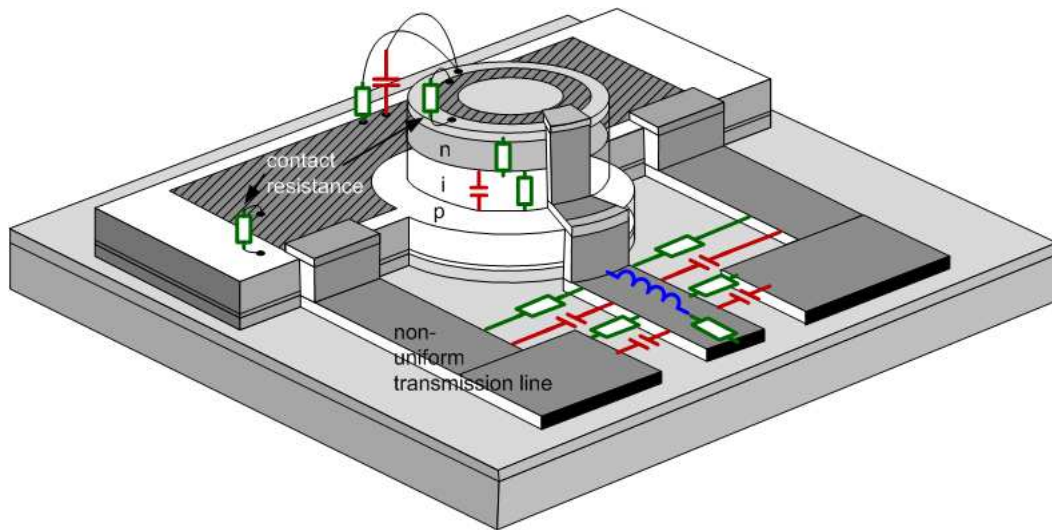 n
i
p
contact
resistance
non-
uniform
transmission line